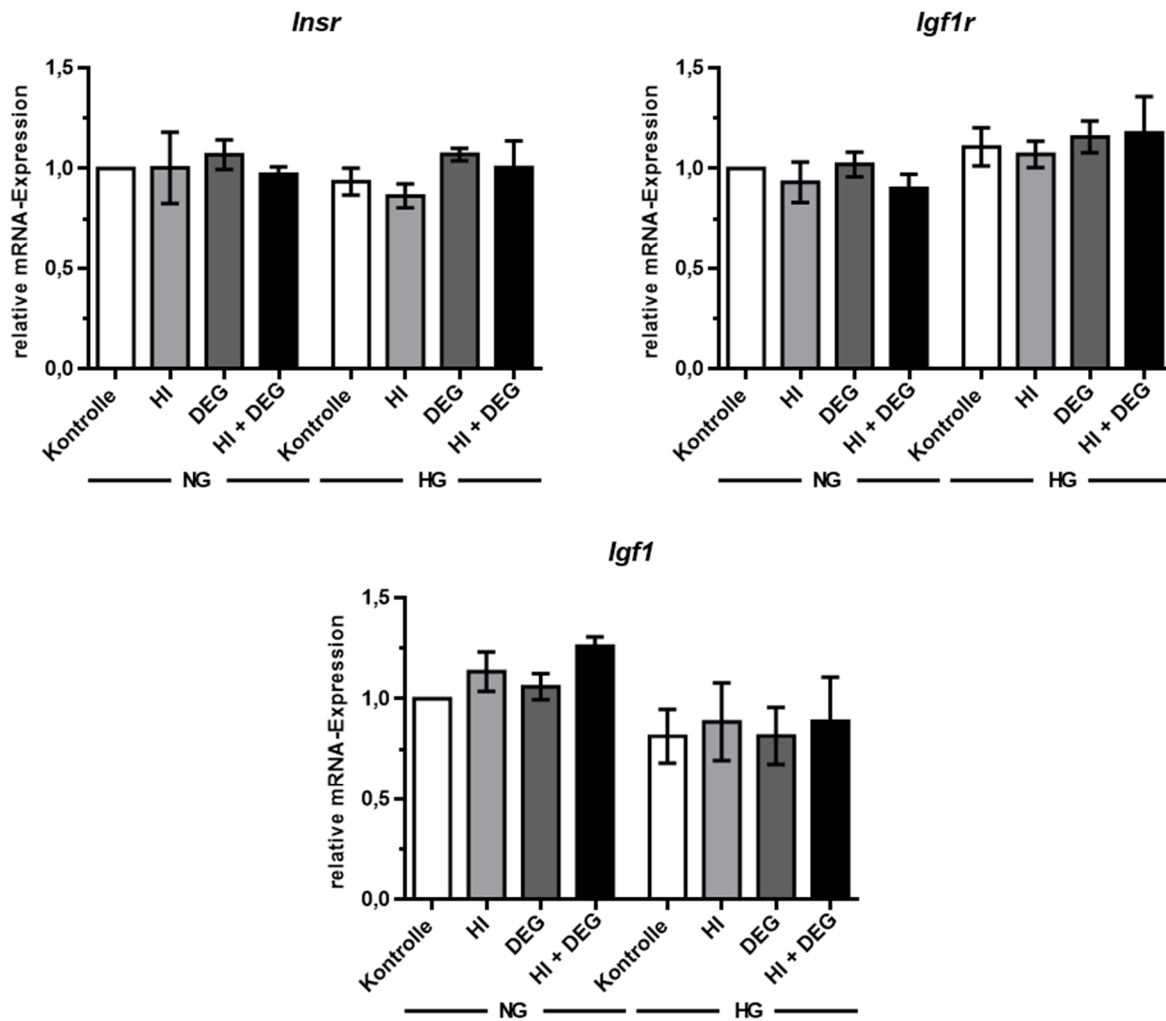 Insr
relative mRNA-Expression
1,5
1,0
0,5
0,0
Kontrolle
HI
DEG
HI + DEG
Kontrolle
HI
DEG
HI + DEG
NG
HG
Igf1r
relative mRNA-Expression
1,5
1,0
0,5
0,0
Kontrolle
HI
DEG
HI + DEG
Kontrolle
HI
DEG
HI + DEG
NG
HG
Igf1
relative mRNA-Expression
1,5
1,0
0,5
0,0
Kontrolle
HI
DEG
HI + DEG
Kontrolle
HI
DEG
HI + DEG
NG
HG